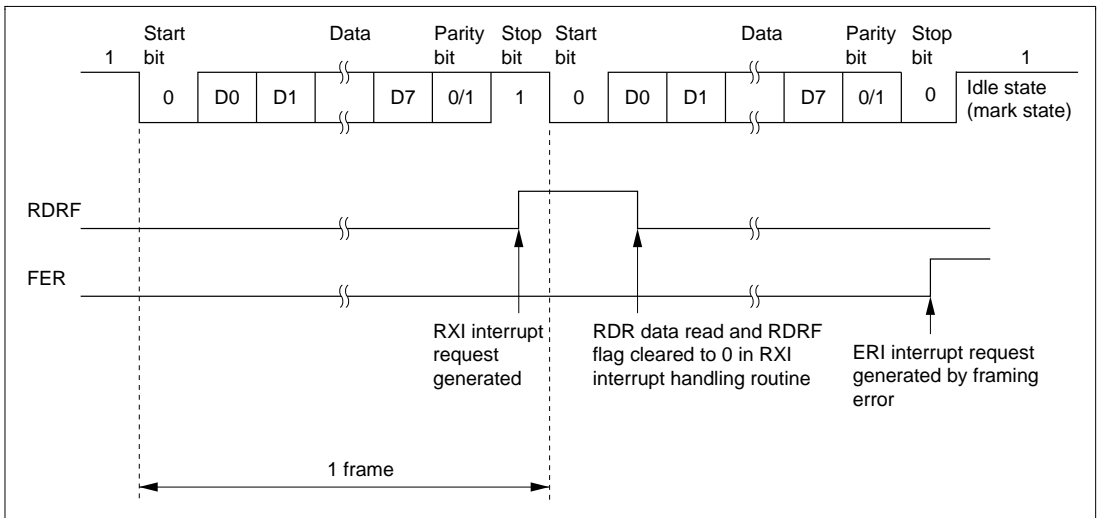 Start bit Data Parity bit Stop bit Start bit Data Parity bit Stop bit
1 1
0 D0 D1 D7 0/1 1 0 D0 D1 D7 0/1 0 Idle state (mark state)
RDRF
FER
RXI interrupt
request
generated
RDR data read and RDRF
flag cleared to 0 in RXI
interrupt handling routine
ERI interrupt request
generated by framing
error
1 frame